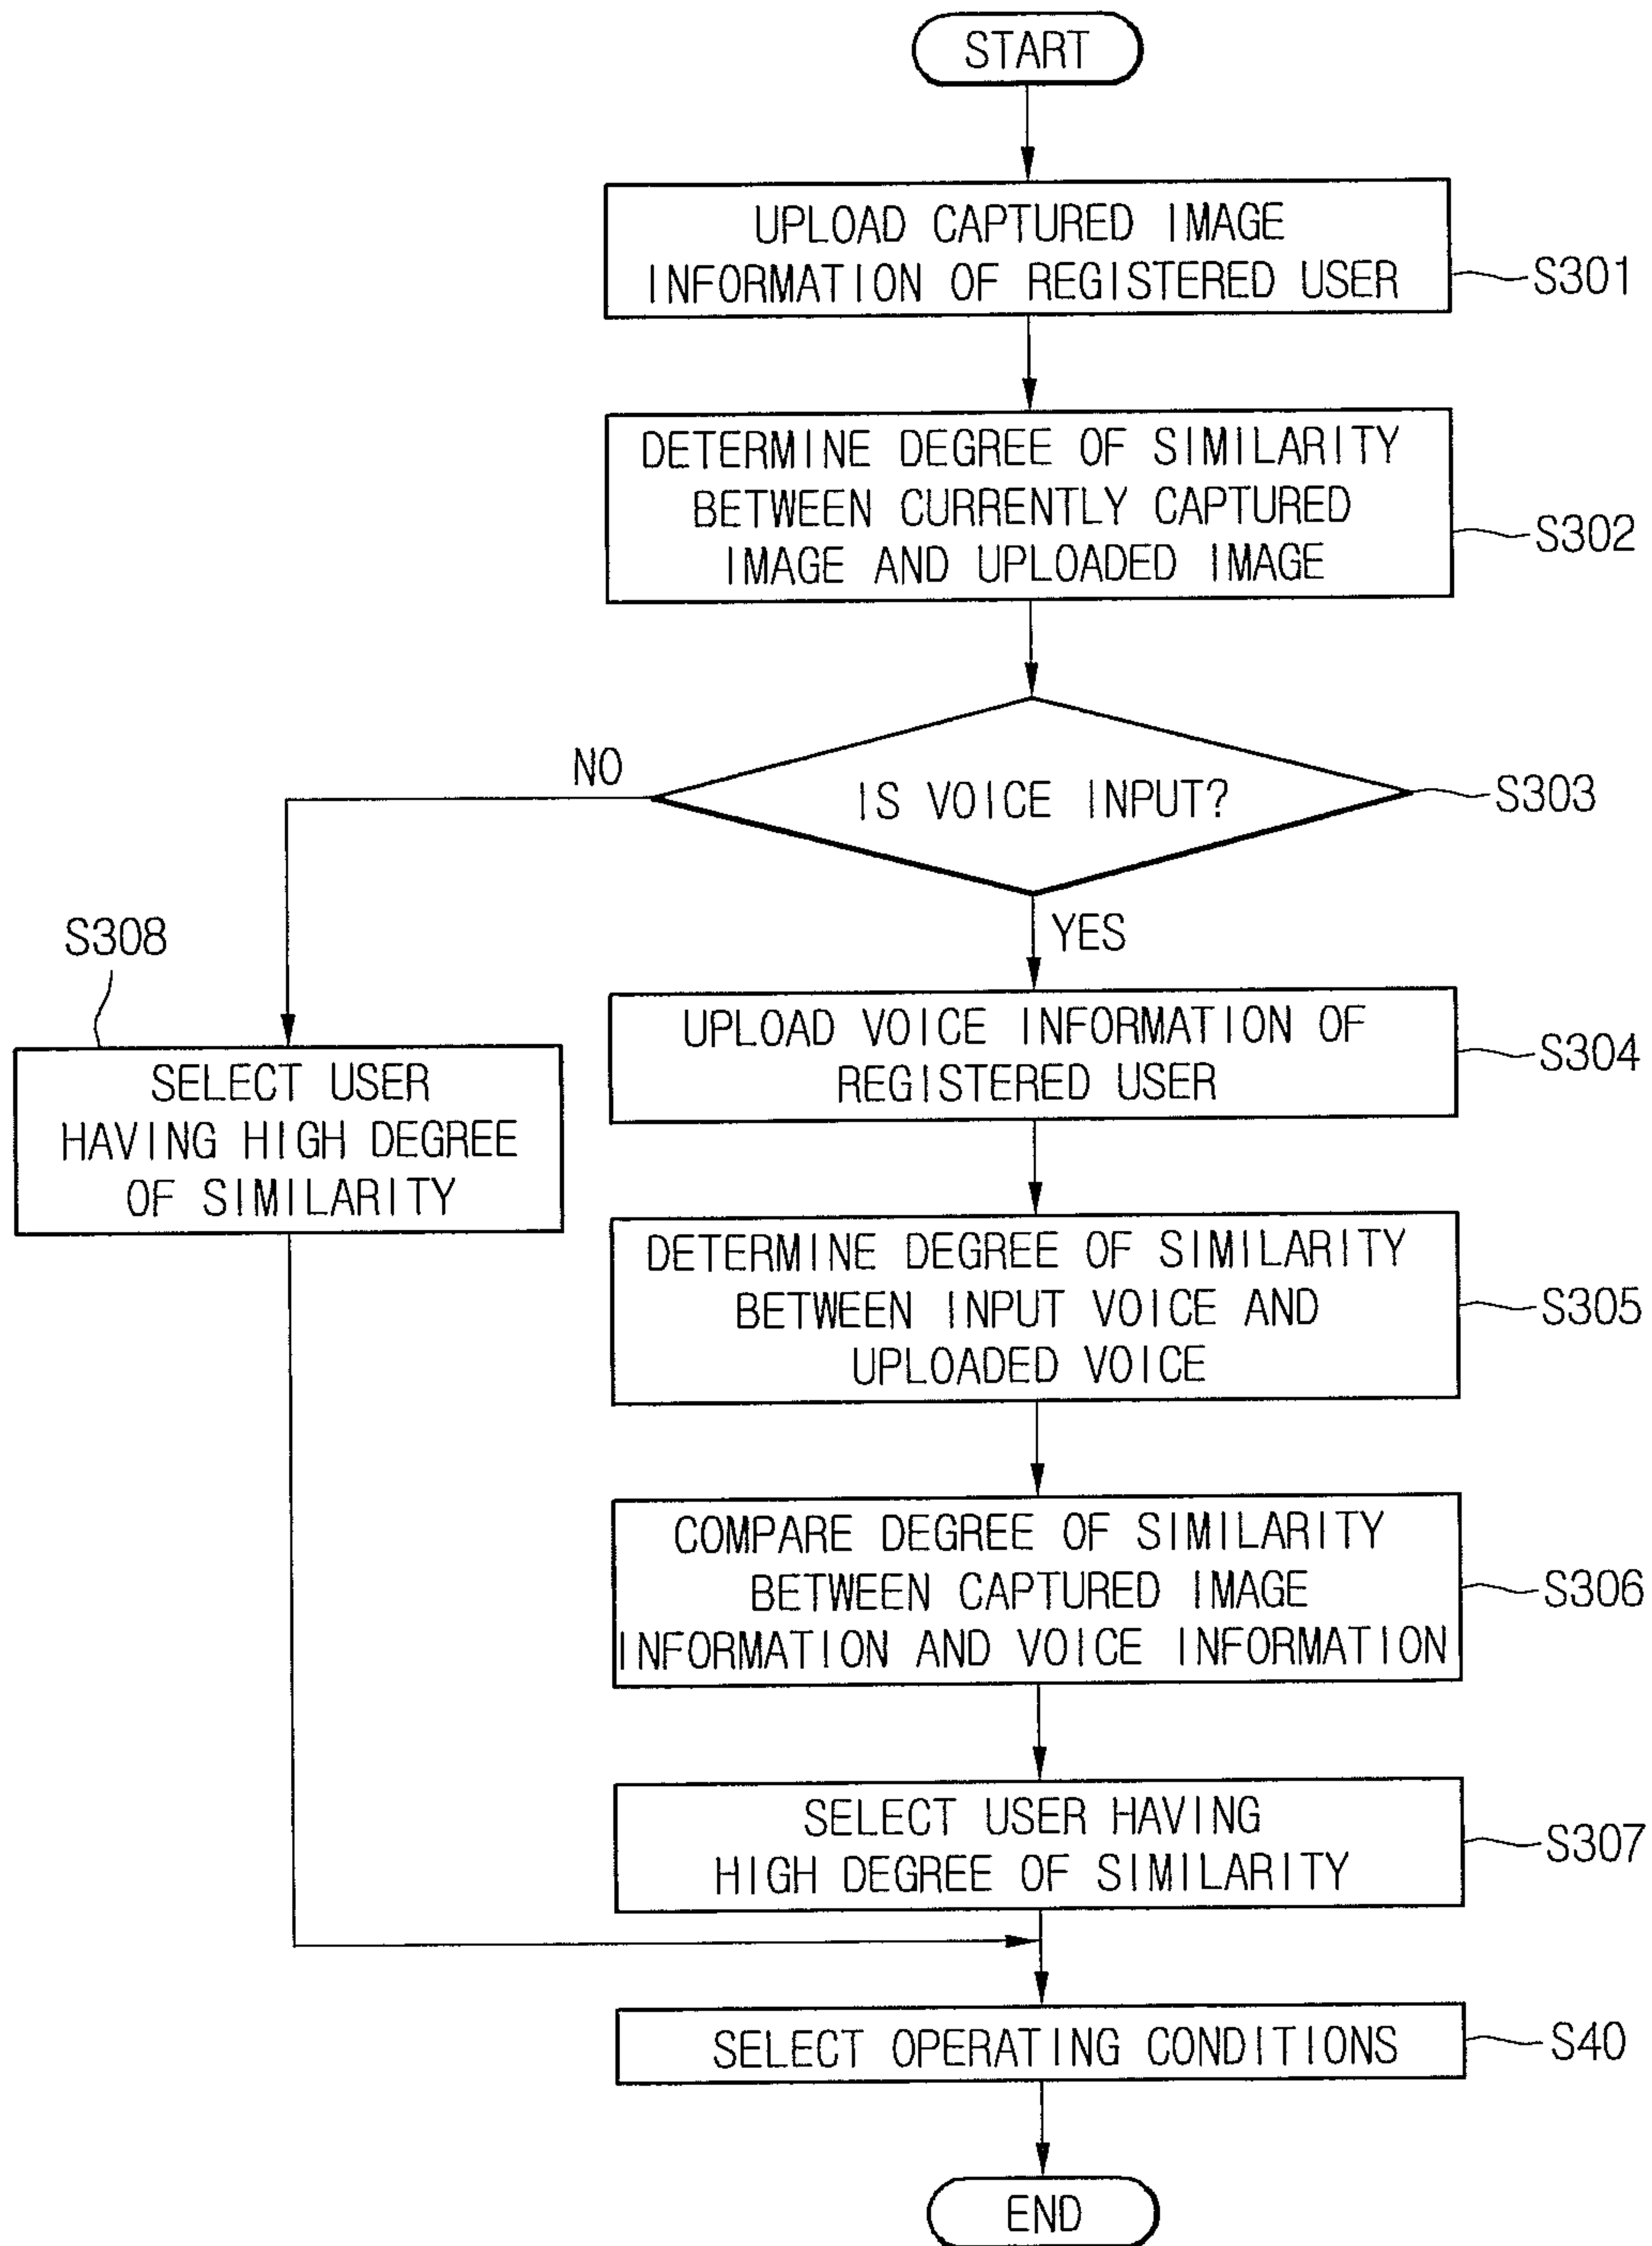 START
UPLOAD CAPTURED IMAGE
INFORMATION OF REGISTERED USER
S301
DETERMINE DEGREE OF SIMILARITY
BETWEEN CURRENTLY CAPTURED
IMAGE AND UPLOADED IMAGE
S302
NO
IS VOICE INPUT?
S303
YES
S308
SELECT USER
HAVING HIGH DEGREE
OF SIMILARITY
UPLOAD VOICE INFORMATION OF
REGISTERED USER
S304
DETERMINE DEGREE OF SIMILARITY
BETWEEN INPUT VOICE AND
UPLOADED VOICE
S305
COMPARE DEGREE OF SIMILARITY
BETWEEN CAPTURED IMAGE
INFORMATION AND VOICE INFORMATION
S306
SELECT USER HAVING
HIGH DEGREE OF SIMILARITY
S307
SELECT OPERATING CONDITIONS
S40
END